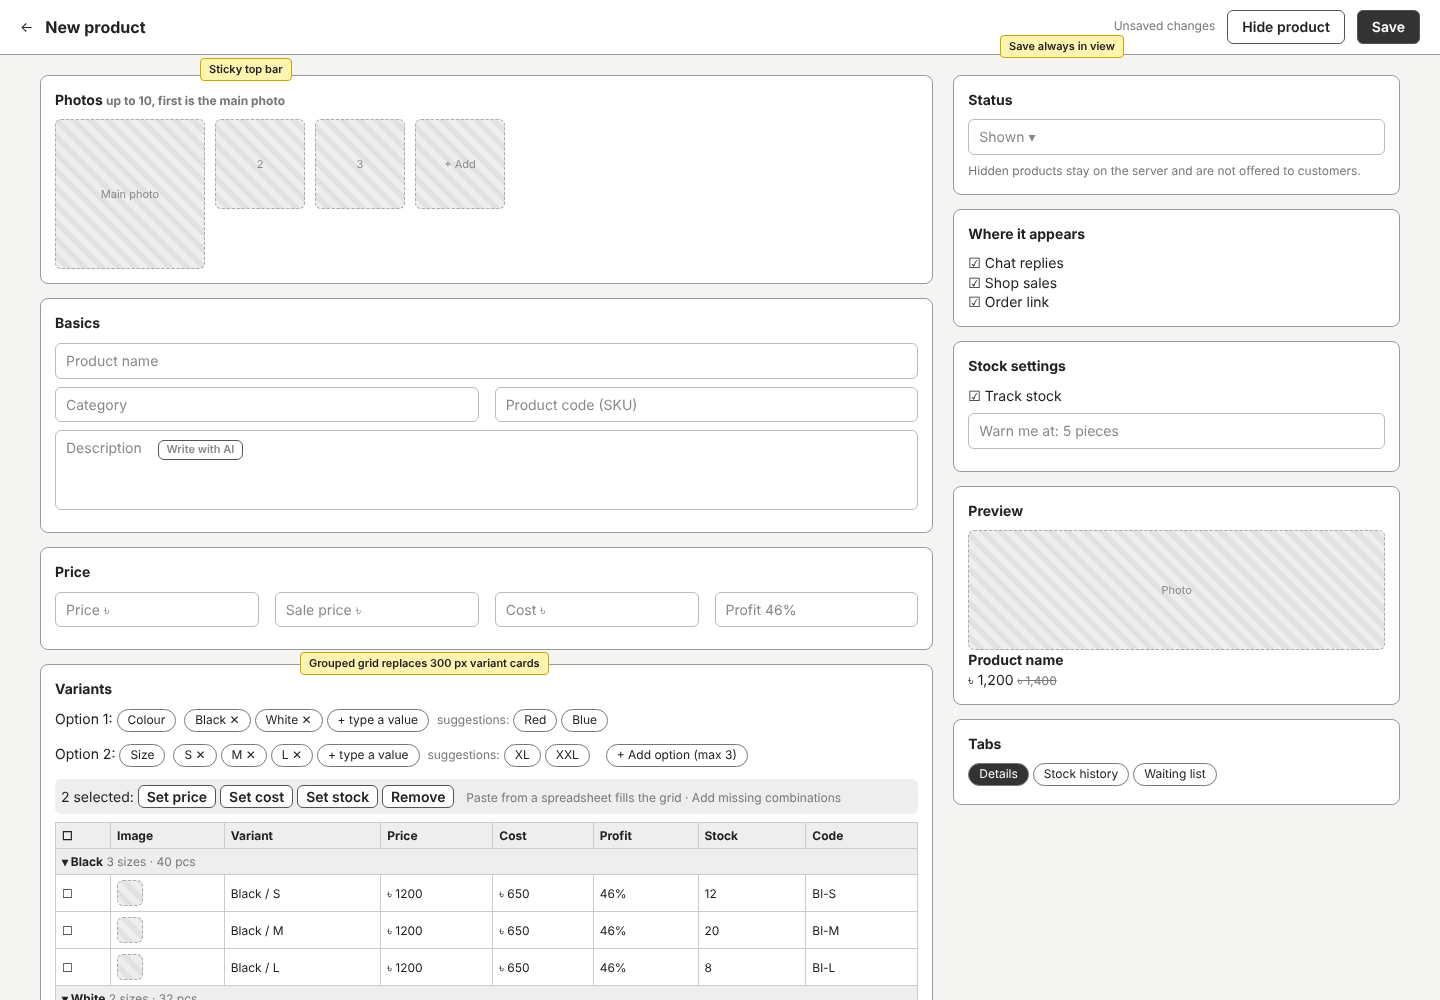 ← New product
Unsaved changes
Hide product
Save
Save always in view
Sticky top bar
Photos up to 10, first is the main photo
Main photo
2
3
+ Add
Basics
Product name
Category
Product code (SKU)
Description
Write with AI
Price
Price ৳
Sale price ৳
Cost ৳
Profit 46%
Grouped grid replaces 300 px variant cards
Variants
Option 1: Colour Black ✕ White ✕ + type a value suggestions: Red Blue
Option 2: Size S ✕ M ✕ L ✕ + type a value suggestions: XL XXL + Add option (max 3)
2 selected: Set price Set cost Set stock Remove Paste from a spreadsheet fills the grid · Add missing combinations
☐ Image Variant Price Cost Profit Stock Code
▾ Black 3 sizes · 40 pcs
☐ Black / S ৳ 1200 ৳ 650 46% 12 Bl-S
☐ Black / M ৳ 1200 ৳ 650 46% 20 Bl-M
☐ Black / L ৳ 1200 ৳ 650 46% 8 Bl-L
▾ White 2 sizes · 32 pcs
Status
Shown ▾
Hidden products stay on the server and are not offered to customers.
Where it appears
☑ Chat replies
☑ Shop sales
☑ Order link
Stock settings
☑ Track stock
Warn me at: 5 pieces
Preview
Photo
Product name
৳ 1,200 ৳ 1,400
Tabs
Details
Stock history
Waiting list